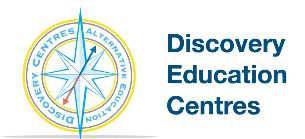 DISCOVERY CENTRES
ALTERNATIVE EDUCATION
Discovery
Education
Centres